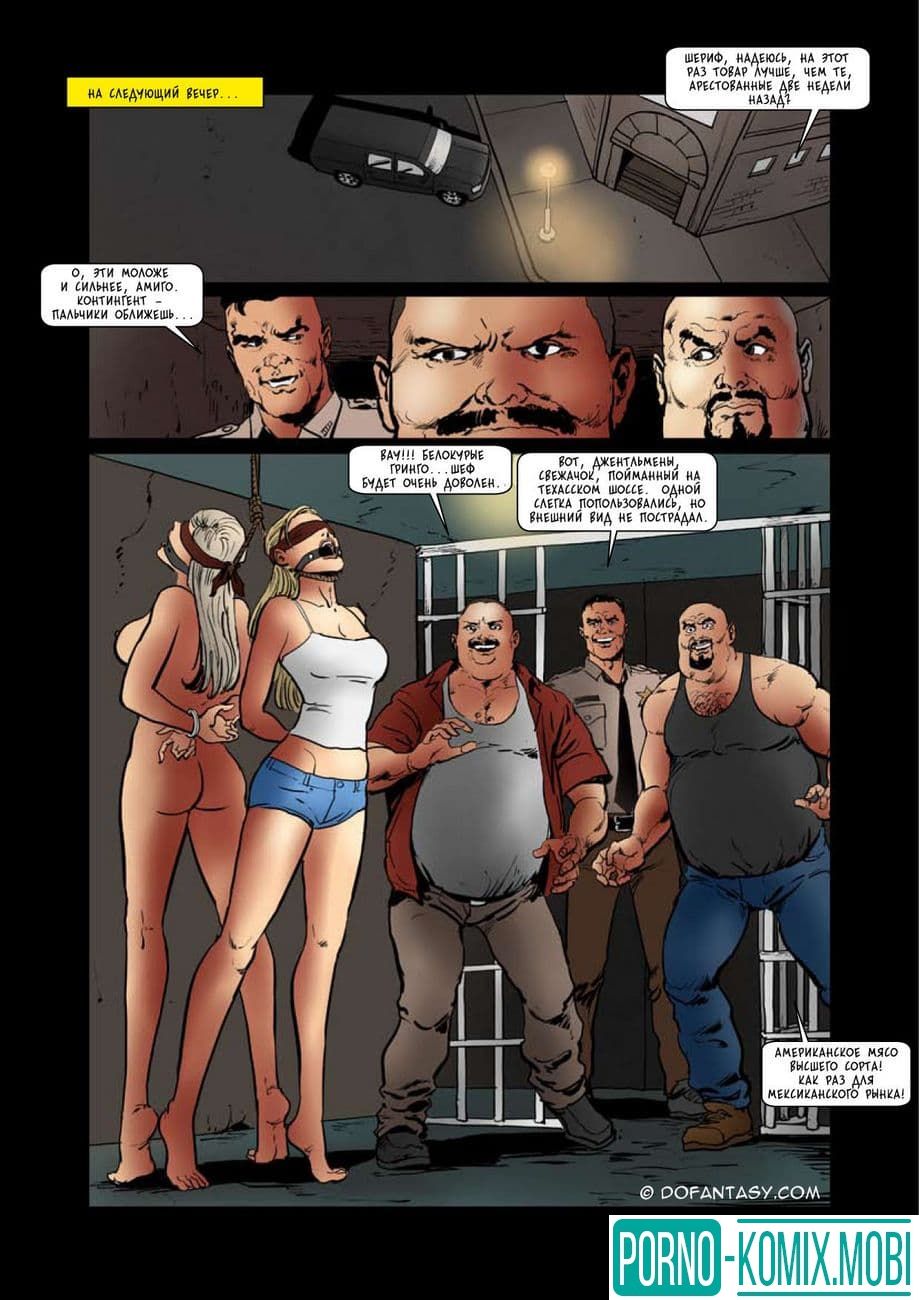 НА СЛЕДУЮЩИЙ ВЕЧЕР...
ШЕРИФ, НАДЕЮСЬ, НА ЭТОТ
РАЗ ТОВАР ЛУЧШЕ, ЧЕМ ТЕ,
АРЕСТОВАННЫЕ ДВЕ НЕДЕЛИ
НАЗАД?
О, ЭТИ МОЛОЖЕ
И СИЛЬНЕЕ, АМИГО.
КОНТИНГЕНТ -
ПАЛЬЧИКИ ОБЛИЖЕШЬ...
ВАУ!!! БЕЛОКУРЫЕ
ГРИНГО...ШЕФ
БУДЕТ ОЧЕНЬ ДОВОЛЕН.
ВОТ, ДЖЕНТЛЬМЕНЫ,
СВЕЖАЧОК, ПОЙМАННЫЙ НА
ТЕХАССКОМ ШОССЕ. ОДНОЙ
СЛЕГКА ПОПОЛЬЗОВАЛИСЬ, НО
ВНЕШНИЙ ВИД НЕ ПОСТРАДАЛ.
АМЕРИКАНСКОЕ МЯСО
ВЫСШЕГО СОРТА!
КАК РАЗ ДЛЯ
МЕКСИКАНСКОГО РЫНКА!
© DOFANTASY.COM
PORNO-KOMIX.MOBI